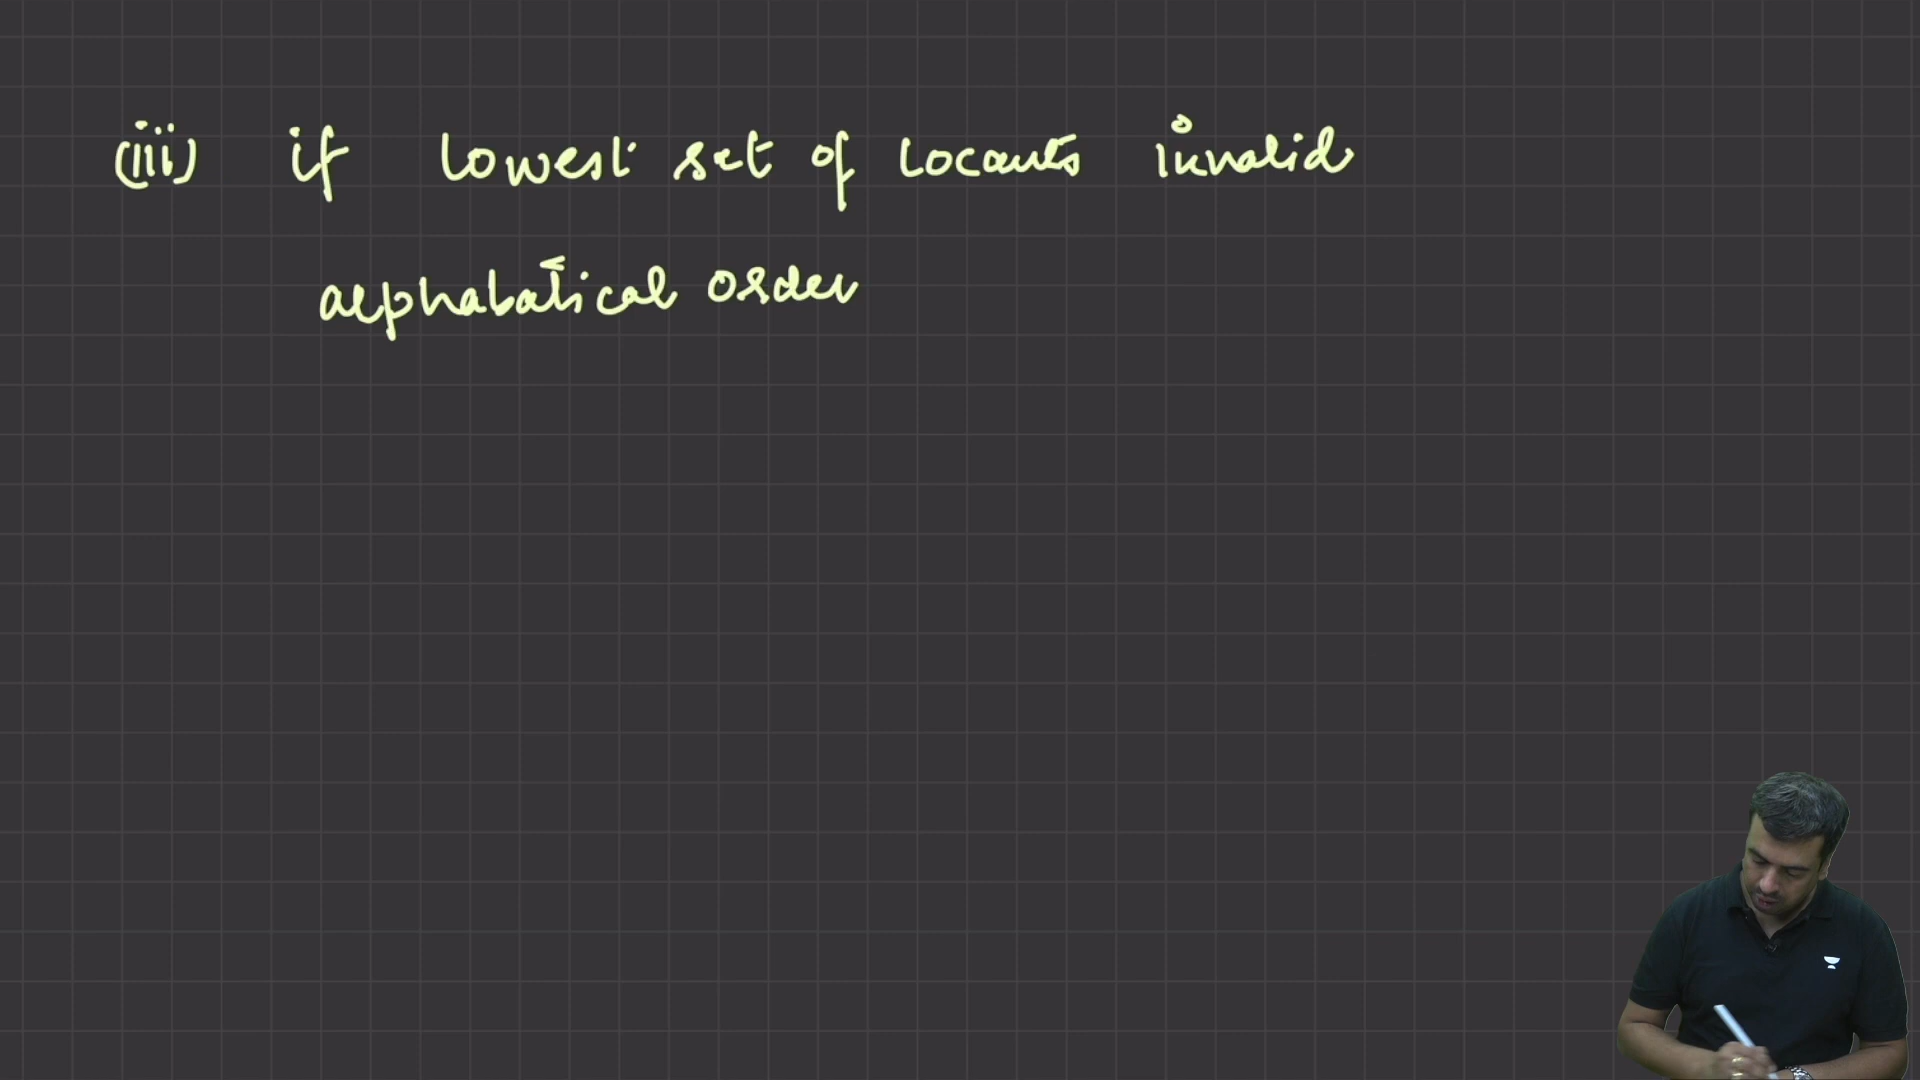 (iii) if lowest set of locants invalid
alphabatical order